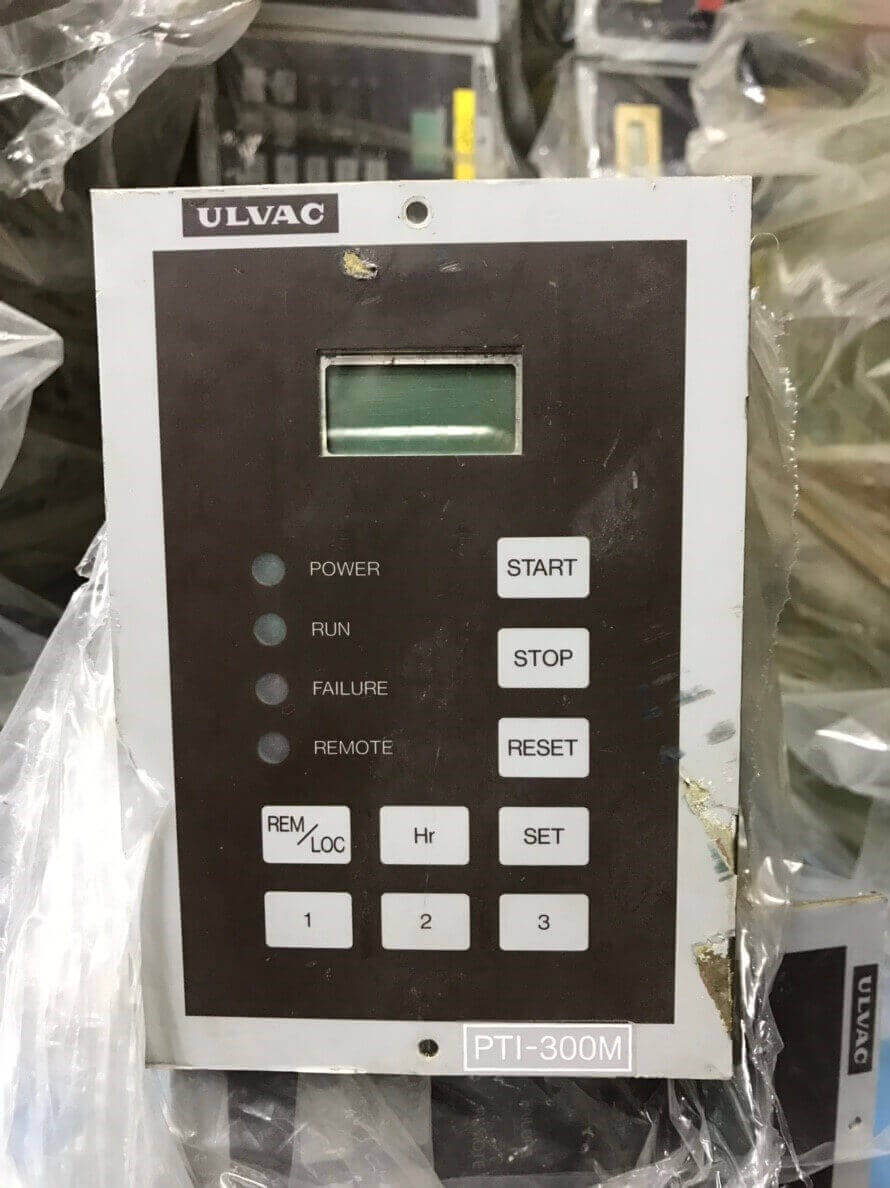 ULVAC
POWER
START
RUN
STOP
FAILURE
REMOTE
RESET
REM/LOC
Hr
SET
1
2
3
PTI-300M
ULVAC